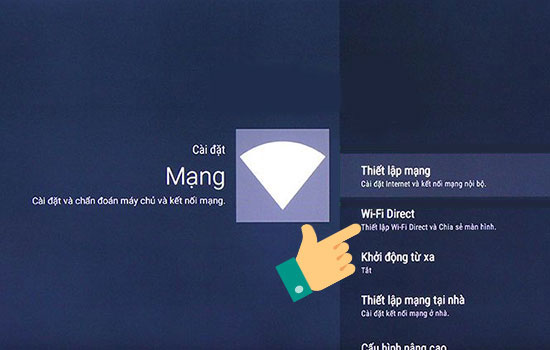 Cài đặt
Mạng
Cài đặt và chẩn đoán máy chủ và kết nối mạng.
Thiết lập mạng
Cài đặt Internet và kết nối mạng nội bộ.
Wi-Fi Direct
Thiết lập Wi-Fi Direct và Chia sẻ màn hình.
Khởi động từ xa
Tắt
Thiết lập mạng tại nhà
Cài đặt kết nối mạng ở nhà.
Cấu hình nâng cao